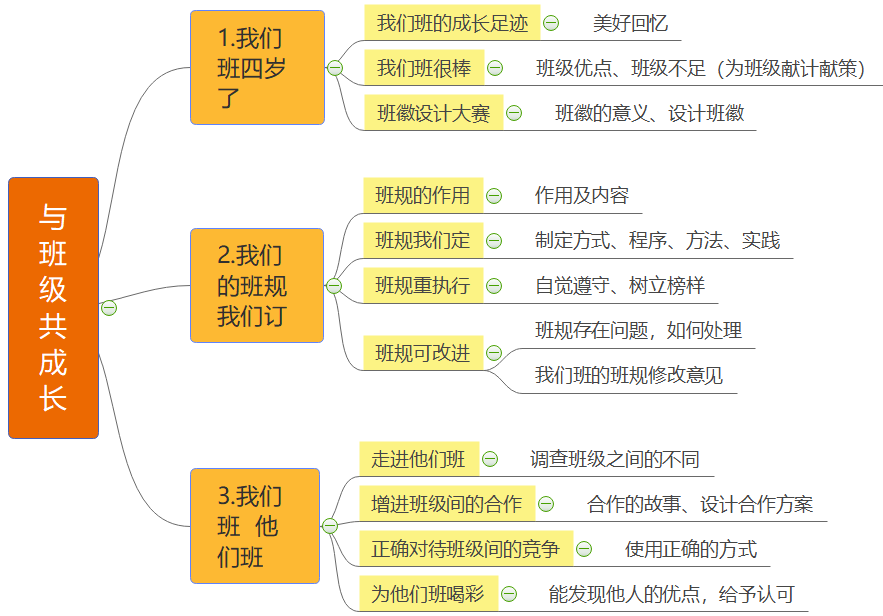 与班级共成长
1.我们
班四岁
了
我们班的成长足迹
美好回忆
我们班很棒
班级优点、班级不足（为班级献计献策）
班徽设计大赛
班徽的意义、设计班徽
2.我们
的班规
我们订
班规的作用
作用及内容
班规我们定
制定方式、程序、方法、实践
班规重执行
自觉遵守、树立榜样
班规可改进
班规存在问题，如何处理
我们班的班规修改意见
3.我们
班 他
们班
走进他们班
调查班级之间的不同
增进班级间的合作
合作的故事、设计合作方案
正确对待班级间的竞争
使用正确的方式
为他们班喝彩
能发现他人的优点，给予认可